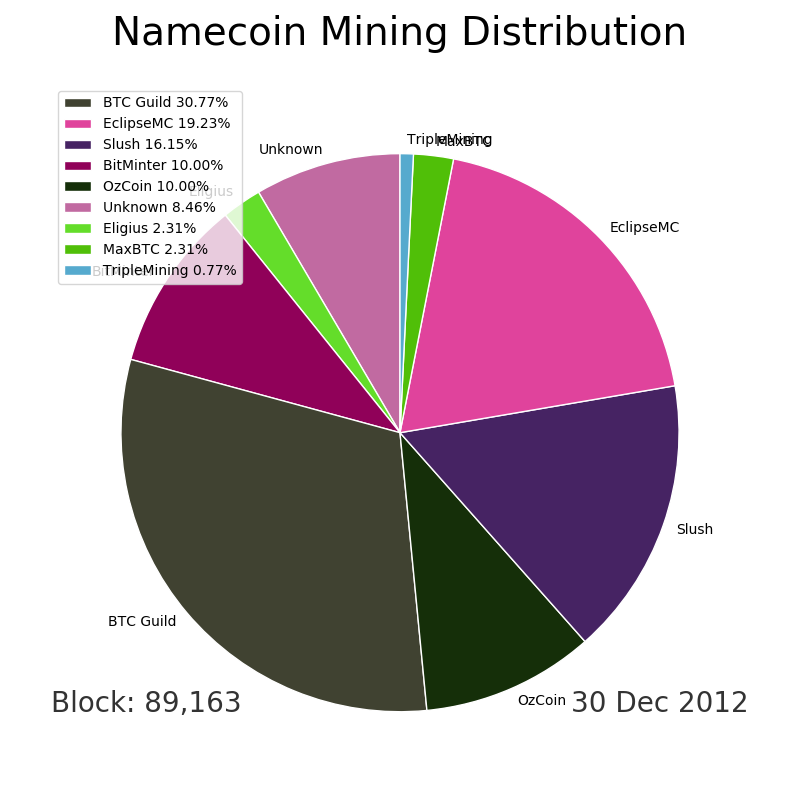 Namecoin Mining Distribution
BTC Guild 30.77%
EclipseMC 19.23%
Slush 16.15%
BitMinter 10.00%
OzCoin 10.00%
Unknown 8.46%
Eligius 2.31%
MaxBTC 2.31%
TripleMining 0.77%
TripleMining
MaxBTC
Unknown
Eligius
EclipseMC
Slush
BTC Guild
OzCoin
Block: 89,163
30 Dec 2012